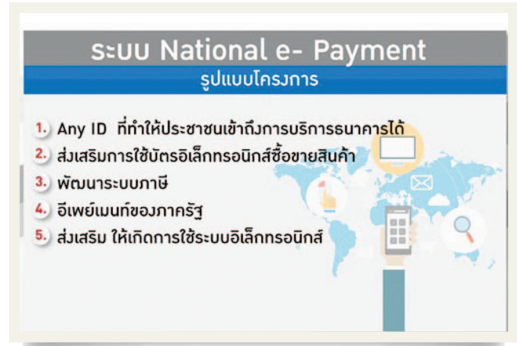 ระบบ National e- Payment
รูปแบบโครงการ
1. Any ID ที่ทำให้ประชาชนเข้าถึงการบริการธนาคารได้
2. ส่งเสริมการใช้บัตรอิเล็กทรอนิกส์ซื้อขายสินค้า
3. พัฒนาระบบภาษี
4. อีเพย์เมนท์ของภาครัฐ
5. ส่งเสริม ให้เกิดการใช้ระบบอิเล็กทรอนิกส์